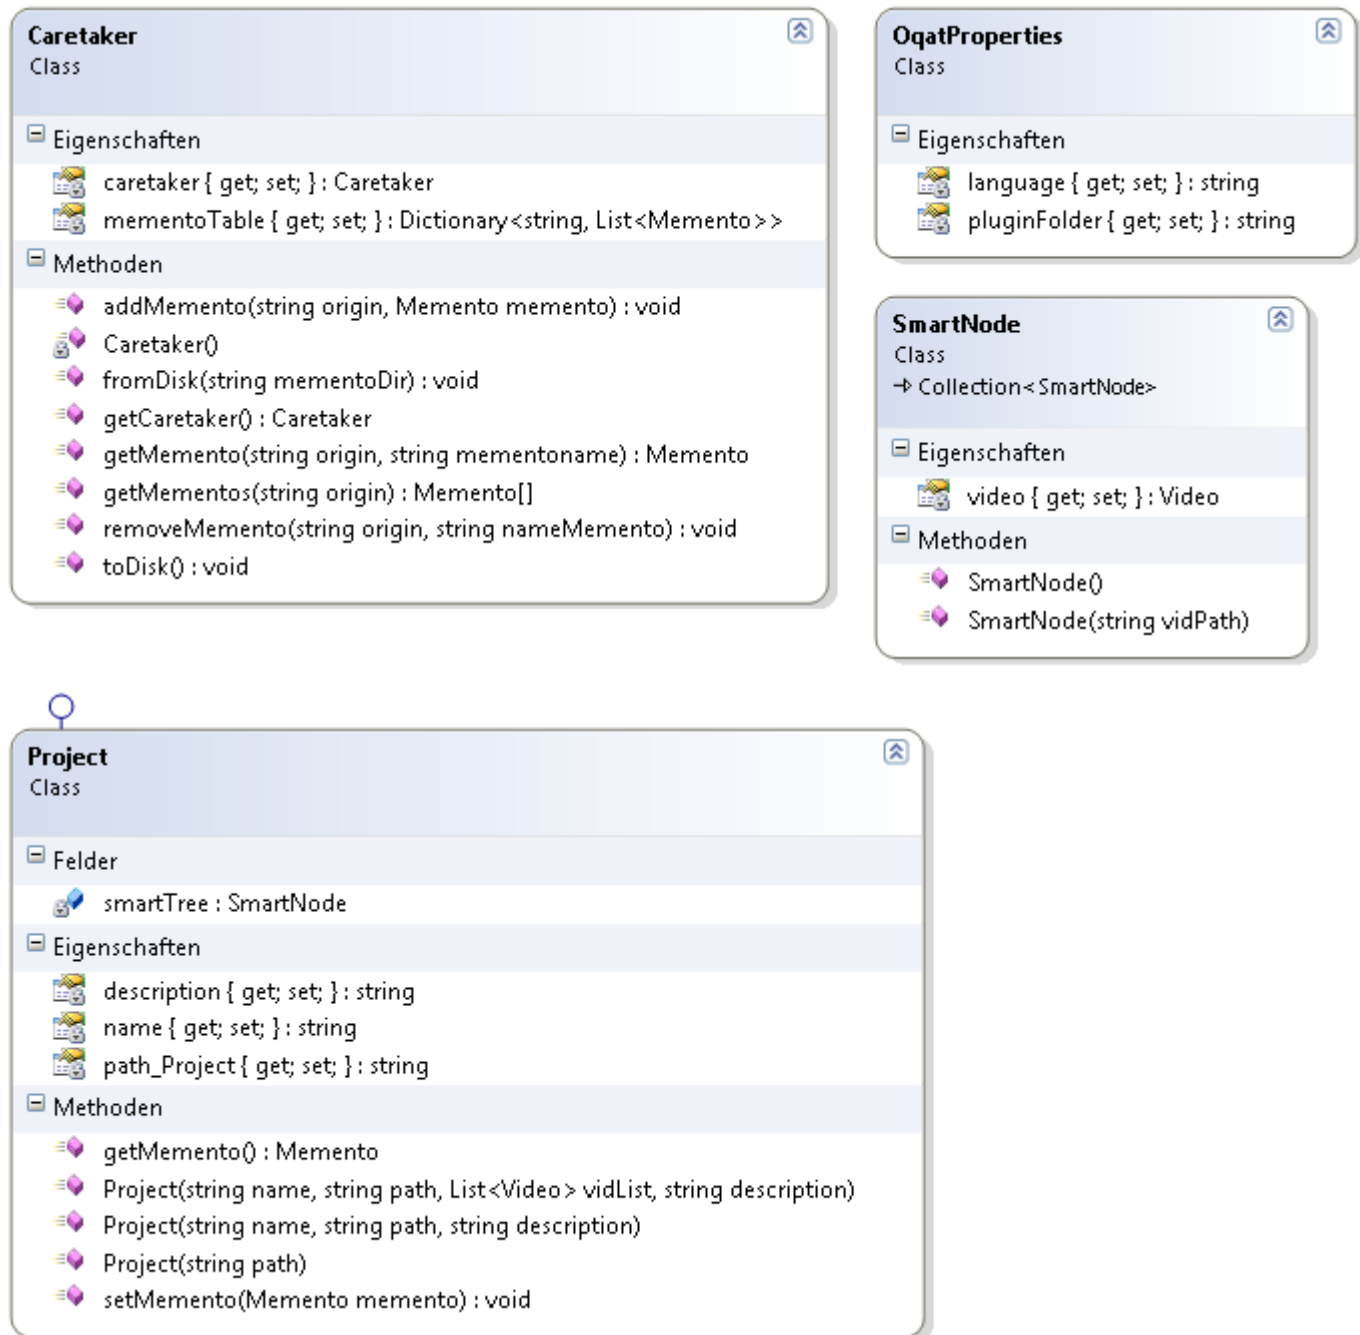 Caretaker
Class
Eigenschaften
caretaker { get; set; } : Caretaker
mementoTable { get; set; } : Dictionary<string, List<Memento>>
Methoden
addMemento(string origin, Memento memento) : void
Caretaker()
fromDisk(string mementoDir) : void
getCaretaker() : Caretaker
getMemento(string origin, string mementoname) : Memento
getMementos(string origin) : Memento[]
removeMemento(string origin, string nameMemento) : void
toDisk() : void
OqatProperties
Class
Eigenschaften
language { get; set; } : string
pluginFolder { get; set; } : string
SmartNode
Class
Collection<SmartNode>
Eigenschaften
video { get; set; } : Video
Methoden
SmartNode()
SmartNode(string vidPath)
Project
Class
Felder
smartTree : SmartNode
Eigenschaften
description { get; set; } : string
name { get; set; } : string
path_Project { get; set; } : string
Methoden
getMemento() : Memento
Project(string name, string path, List<Video> vidList, string description)
Project(string name, string path, string description)
Project(string path)
setMemento(Memento memento) : void